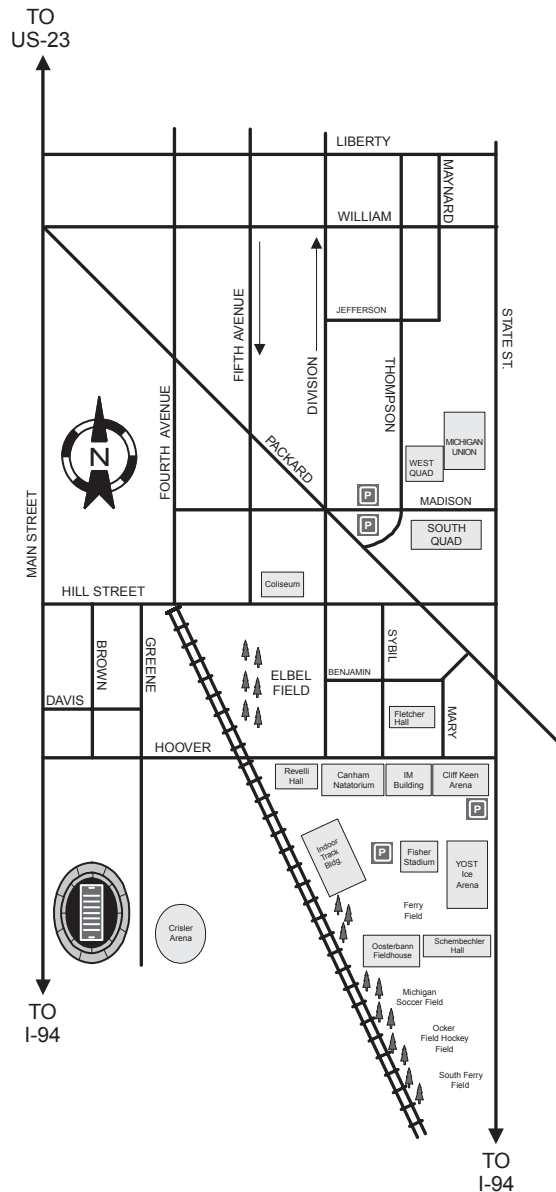 TO
US-23
LIBERTY
MAYNARD
WILLIAM
JEFFERSON
FIFTH AVENUE
DIVISION
THOMPSON
STATE ST.
FOURTH AVENUE
PACKARD
MICHIGAN
UNION
WEST
QUAD
N
P
MADISON
P
SOUTH
QUAD
MAIN STREET
Coliseum
HILL STREET
BROWN
GREENE
SYBIL
ELBEL
FIELD
BENJAMIN
DAVIS
Fletcher
Hall
MARY
HOOVER
Revelli
Hall
Canham
Natatorium
IM
Building
Cliff Keen
Arena
P
Indoor
Track
Bldg.
P
Fisher
Stadium
YOST
Ice
Arena
Ferry
Field
Crisler
Arena
Oosterbann
Fieldhouse
Schembechler
Hall
Michigan
Soccer Field
TO
I-94
Ocker
Field Hockey
Field
South Ferry
Field
TO
I-94